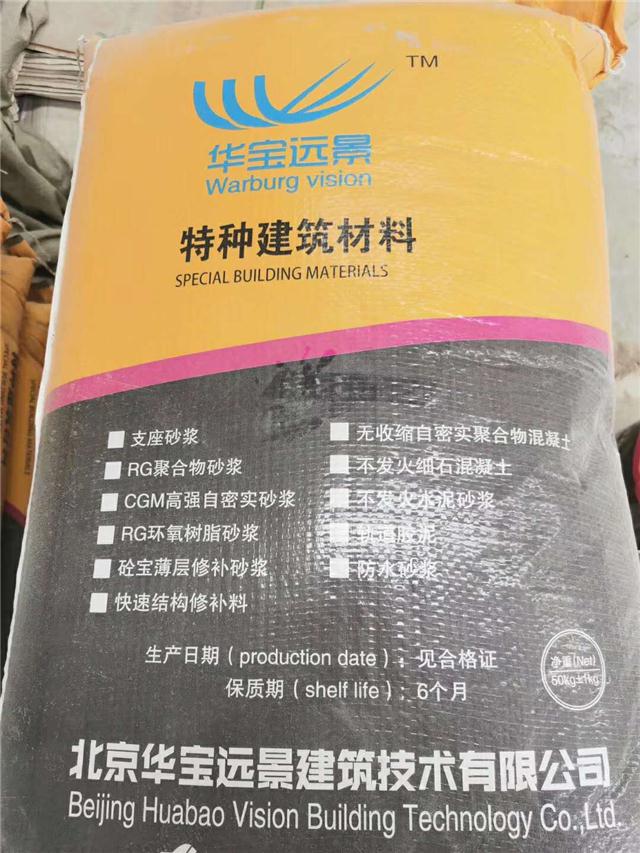 TM
华宝远景
Warburg vision
特种建筑材料
SPECIAL BUILDING MATERIALS
支座砂浆
RG聚合物砂浆
CGM高强自密实砂浆
RG环氧树脂砂浆
砼宝薄层修补砂浆
快速结构修补料
无收缩自密实聚合物混凝土
不发火细石混凝土
不发火水泥砂浆
轨道胶泥
防水砂浆
生产日期（production date）：见合格证
保质期（shelf life）：6个月
净重(Net)
50kg±1kg
北京华宝远景建筑技术有限公司
Beijing Huabao Vision Building Technology Co.,Ltd.